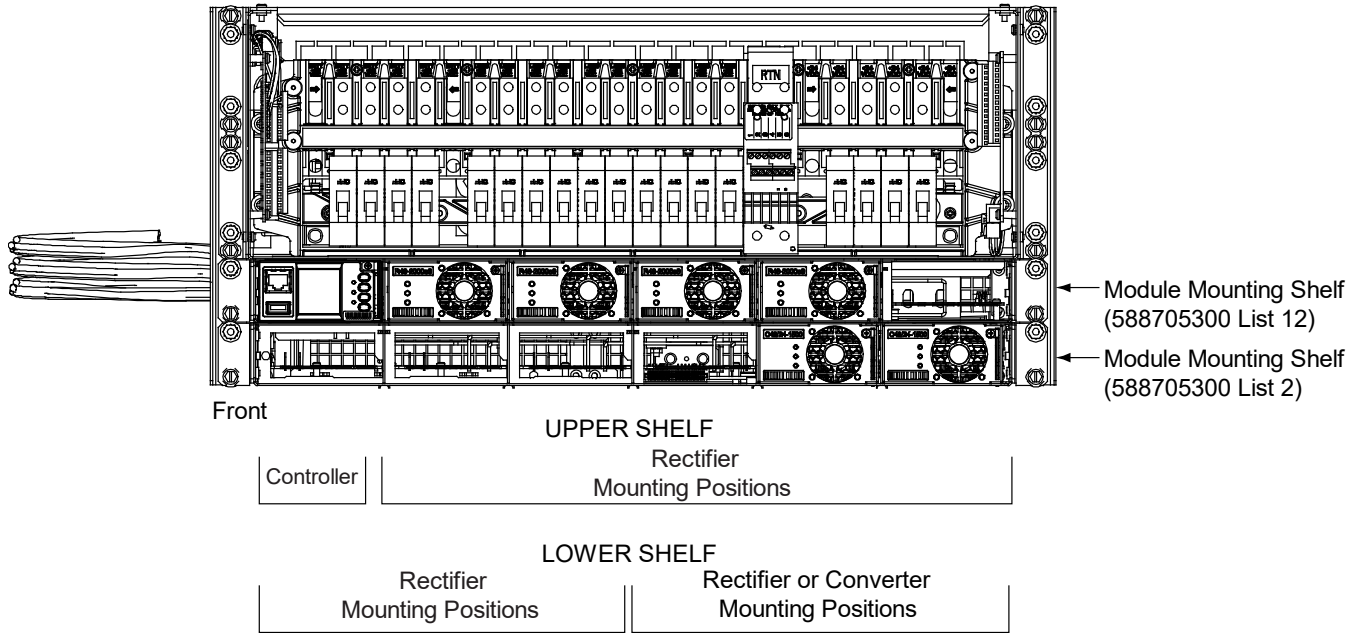 RTN
Module Mounting Shelf
(588705300 List 12)
Module Mounting Shelf
(588705300 List 2)
Front
UPPER SHELF
Controller
Rectifier
Mounting Positions
LOWER SHELF
Rectifier
Mounting Positions
Rectifier or Converter
Mounting Positions